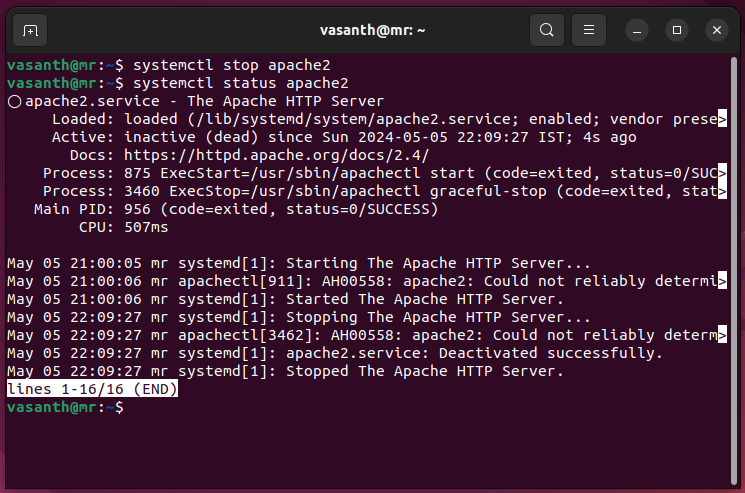 vasanth@mr: ~
vasanth@mr:~$ systemctl stop apache2
vasanth@mr:~$ systemctl status apache2
○ apache2.service - The Apache HTTP Server
     Loaded: loaded (/lib/systemd/system/apache2.service; enabled; vendor prese>
     Active: inactive (dead) since Sun 2024-05-05 22:09:27 IST; 4s ago
       Docs: https://httpd.apache.org/docs/2.4/
    Process: 875 ExecStart=/usr/sbin/apachectl start (code=exited, status=0/SUC>
    Process: 3460 ExecStop=/usr/sbin/apachectl graceful-stop (code=exited, stat>
   Main PID: 956 (code=exited, status=0/SUCCESS)
        CPU: 507ms
May 05 21:00:05 mr systemd[1]: Starting The Apache HTTP Server...
May 05 21:00:06 mr apachectl[911]: AH00558: apache2: Could not reliably determi>
May 05 21:00:06 mr systemd[1]: Started The Apache HTTP Server.
May 05 22:09:27 mr systemd[1]: Stopping The Apache HTTP Server...
May 05 22:09:27 mr apachectl[3462]: AH00558: apache2: Could not reliably determ>
May 05 22:09:27 mr systemd[1]: apache2.service: Deactivated successfully.
May 05 22:09:27 mr systemd[1]: Stopped The Apache HTTP Server.
lines 1-16/16 (END)
vasanth@mr:~$